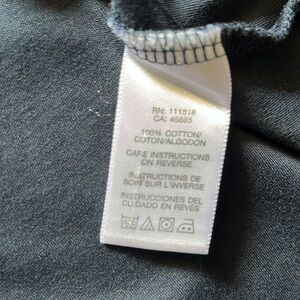 RN: 111818
CA: 45885
100% COTTON/
COTON/ALGODON
CARE INSTRUCTIONS
ON REVERSE
INSTRUCTIONS DE
SOIN SUR L'INVERSE
INSTRUCCIONES DEL
CUIDADO EN REVÉS